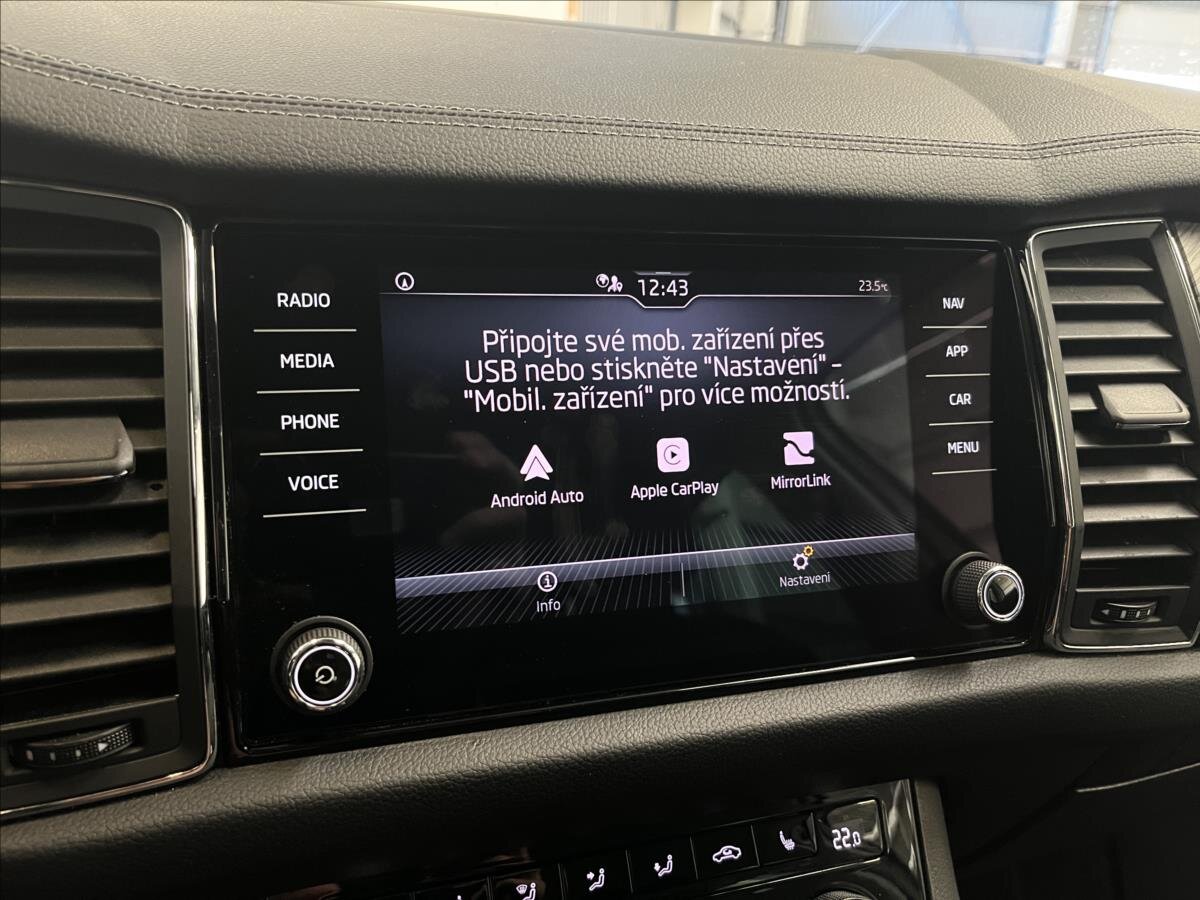 RADIO
MEDIA
PHONE
VOICE
12:43
23.5°C
Připojte své mob. zařízení přes
USB nebo stiskněte "Nastavení" –
"Mobil. zařízení" pro více možností.
Android Auto
Apple CarPlay
MirrorLink
Info
Nastavení
NAV
APP
CAR
MENU
22.0